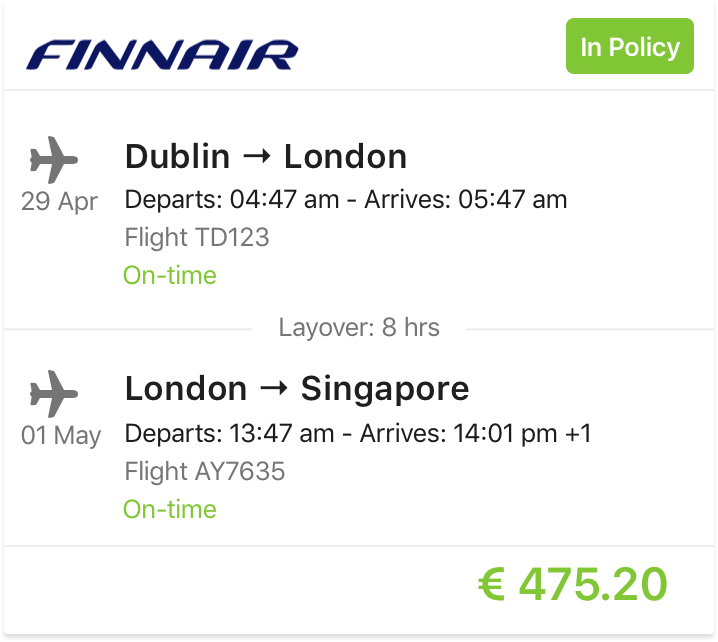 FINNAIR
In Policy
Dublin → London
29 Apr
Departs: 04:47 am - Arrives: 05:47 am
Flight TD123
On-time
Layover: 8 hrs
London → Singapore
01 May
Departs: 13:47 am - Arrives: 14:01 pm +1
Flight AY7635
On-time
€ 475.20